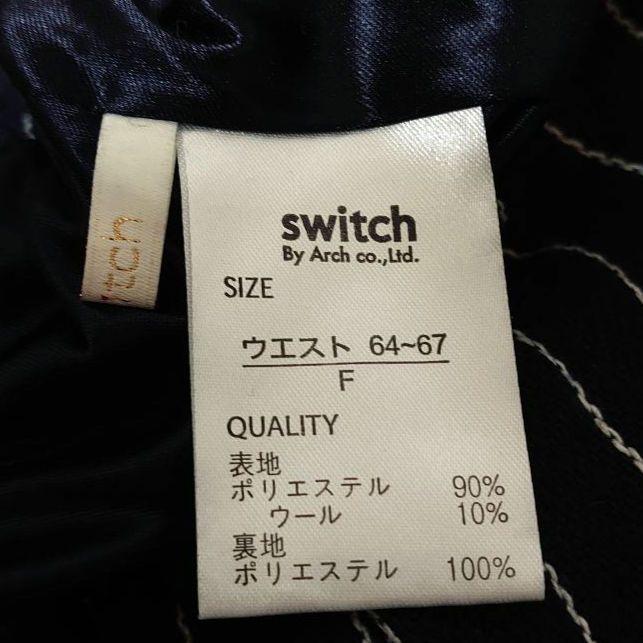 switch
By Arch co.,Ltd.
SIZE
ウエスト 64~67
F
QUALITY
表地
ポリエステル 90%
ウール 10%
裏地
ポリエステル 100%
itch